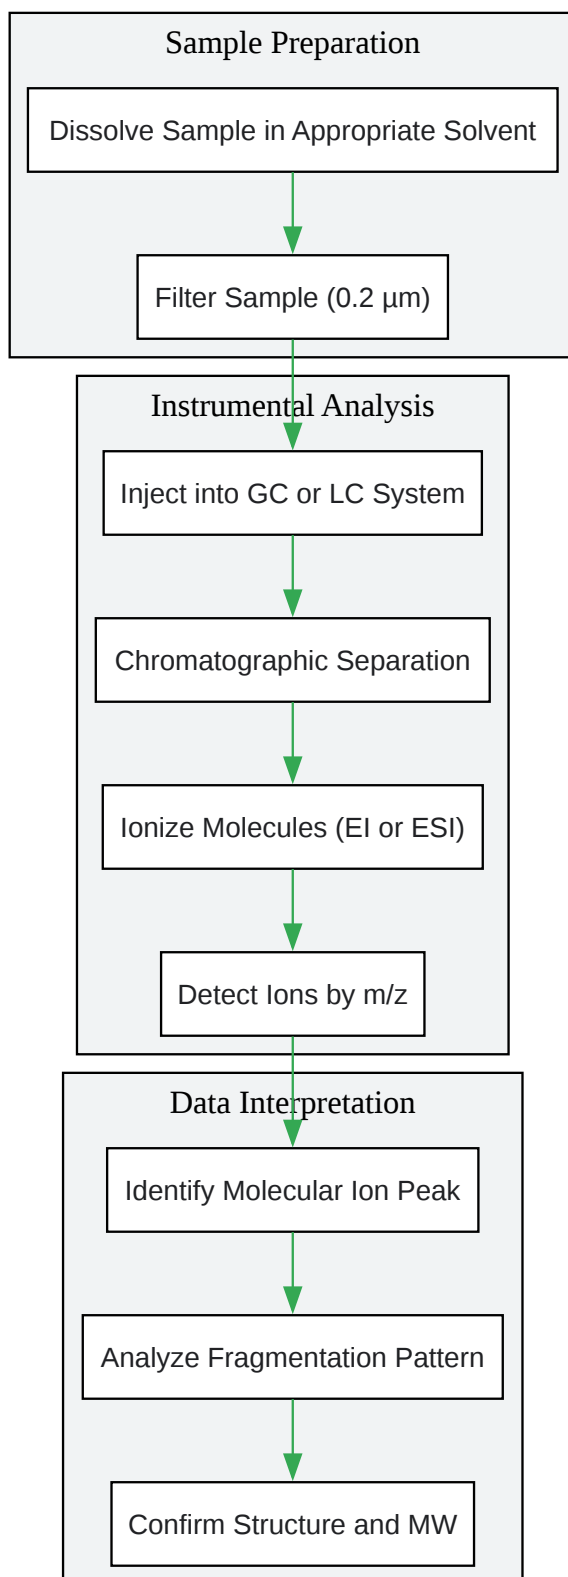 Sample Preparation
Dissolve Sample in Appropriate Solvent
Filter Sample (0.2 µm)
Instrumental Analysis
Inject into GC or LC System
Chromatographic Separation
Ionize Molecules (EI or ESI)
Detect Ions by m/z
Data Interpretation
Identify Molecular Ion Peak
Analyze Fragmentation Pattern
Confirm Structure and MW